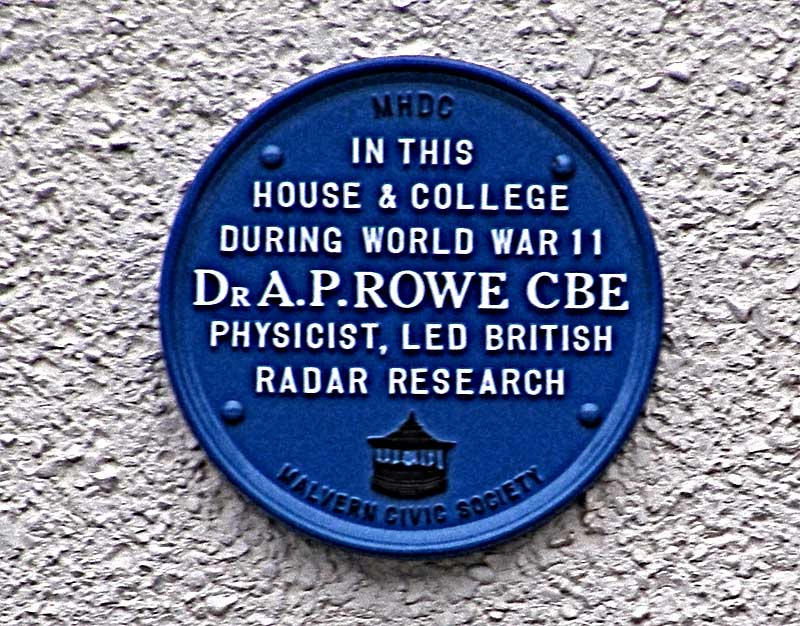 MHDC
IN THIS
HOUSE & COLLEGE
DURING WORLD WAR 11
DR A.P.ROWE CBE
PHYSICIST, LED BRITISH
RADAR RESEARCH
MALVERN CIVIC SOCIETY